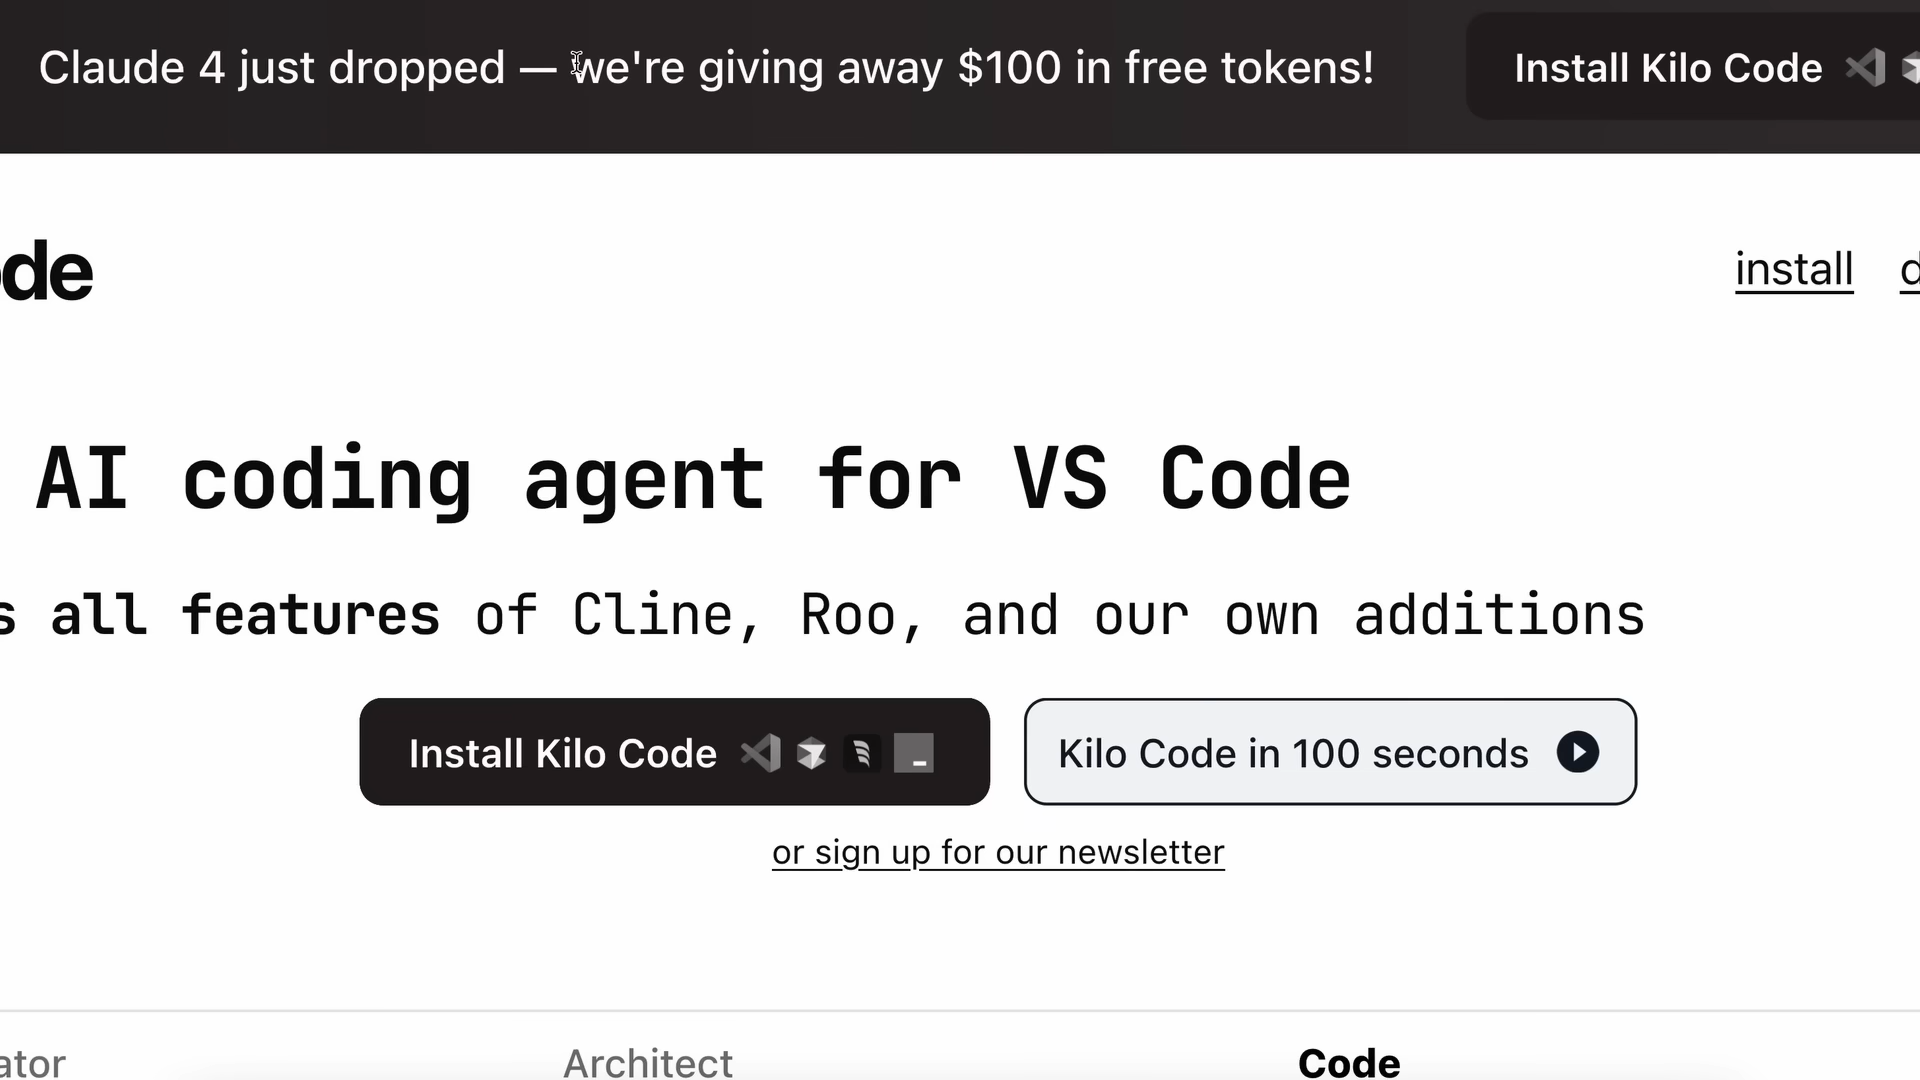 Claude 4 just dropped — we're giving away $100 in free tokens!
Install Kilo Code
ode
install d
AI coding agent for VS Code
s all features of Cline, Roo, and our own additions
Install Kilo Code
Kilo Code in 100 seconds
or sign up for our newsletter
ator
Architect
Code